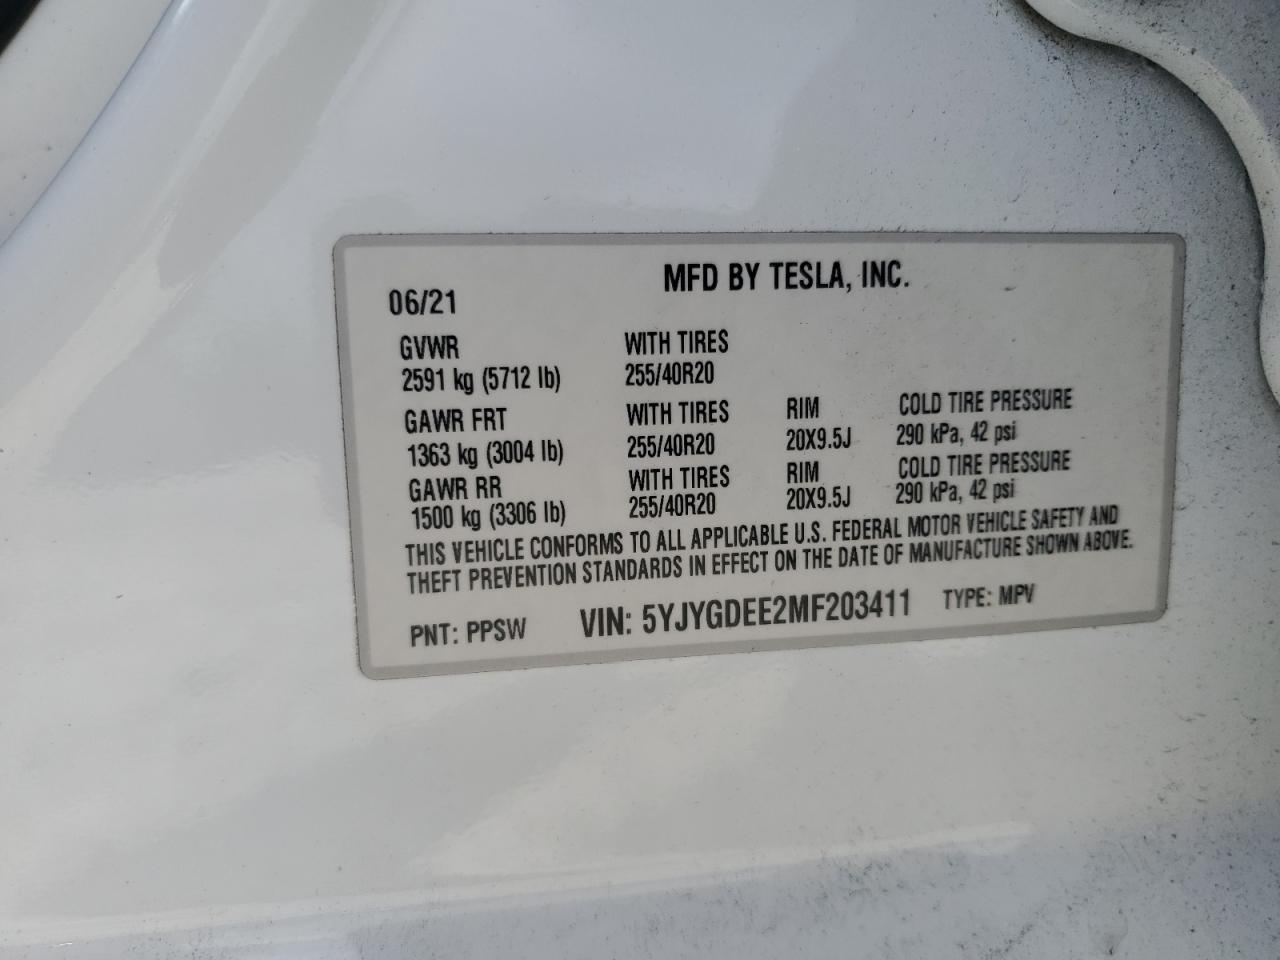 MFD BY TESLA, INC.
06/21
GVWR WITH TIRES
2591 kg (5712 lb) 255/40R20
GAWR FRT WITH TIRES RIM COLD TIRE PRESSURE
1363 kg (3004 lb) 255/40R20 20X9.5J 290 kPa, 42 psi
GAWR RR WITH TIRES RIM COLD TIRE PRESSURE
1500 kg (3306 lb) 255/40R20 20X9.5J 290 kPa, 42 psi
THIS VEHICLE CONFORMS TO ALL APPLICABLE U.S. FEDERAL MOTOR VEHICLE SAFETY AND
THEFT PREVENTION STANDARDS IN EFFECT ON THE DATE OF MANUFACTURE SHOWN ABOVE.
PNT: PPSW VIN: 5YJYGDEE2MF203411 TYPE: MPV